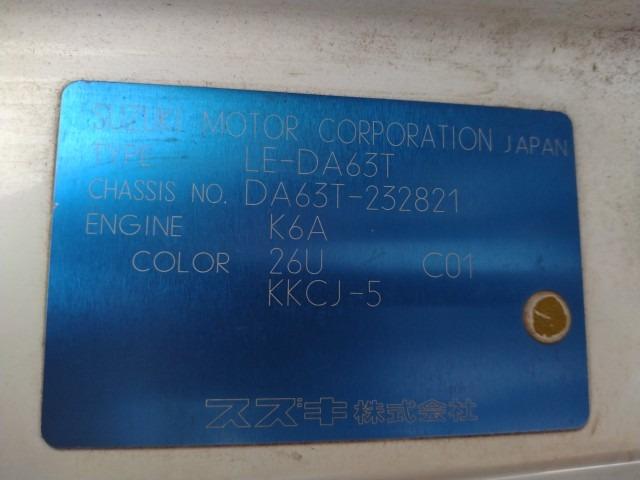 SUZUKI MOTOR CORPORATION JAPAN
TYPE LE-DA63T
CHASSIS NO. DA63T-232821
ENGINE K6A
COLOR 26U C01
KKCJ-5
スズキ株式会社